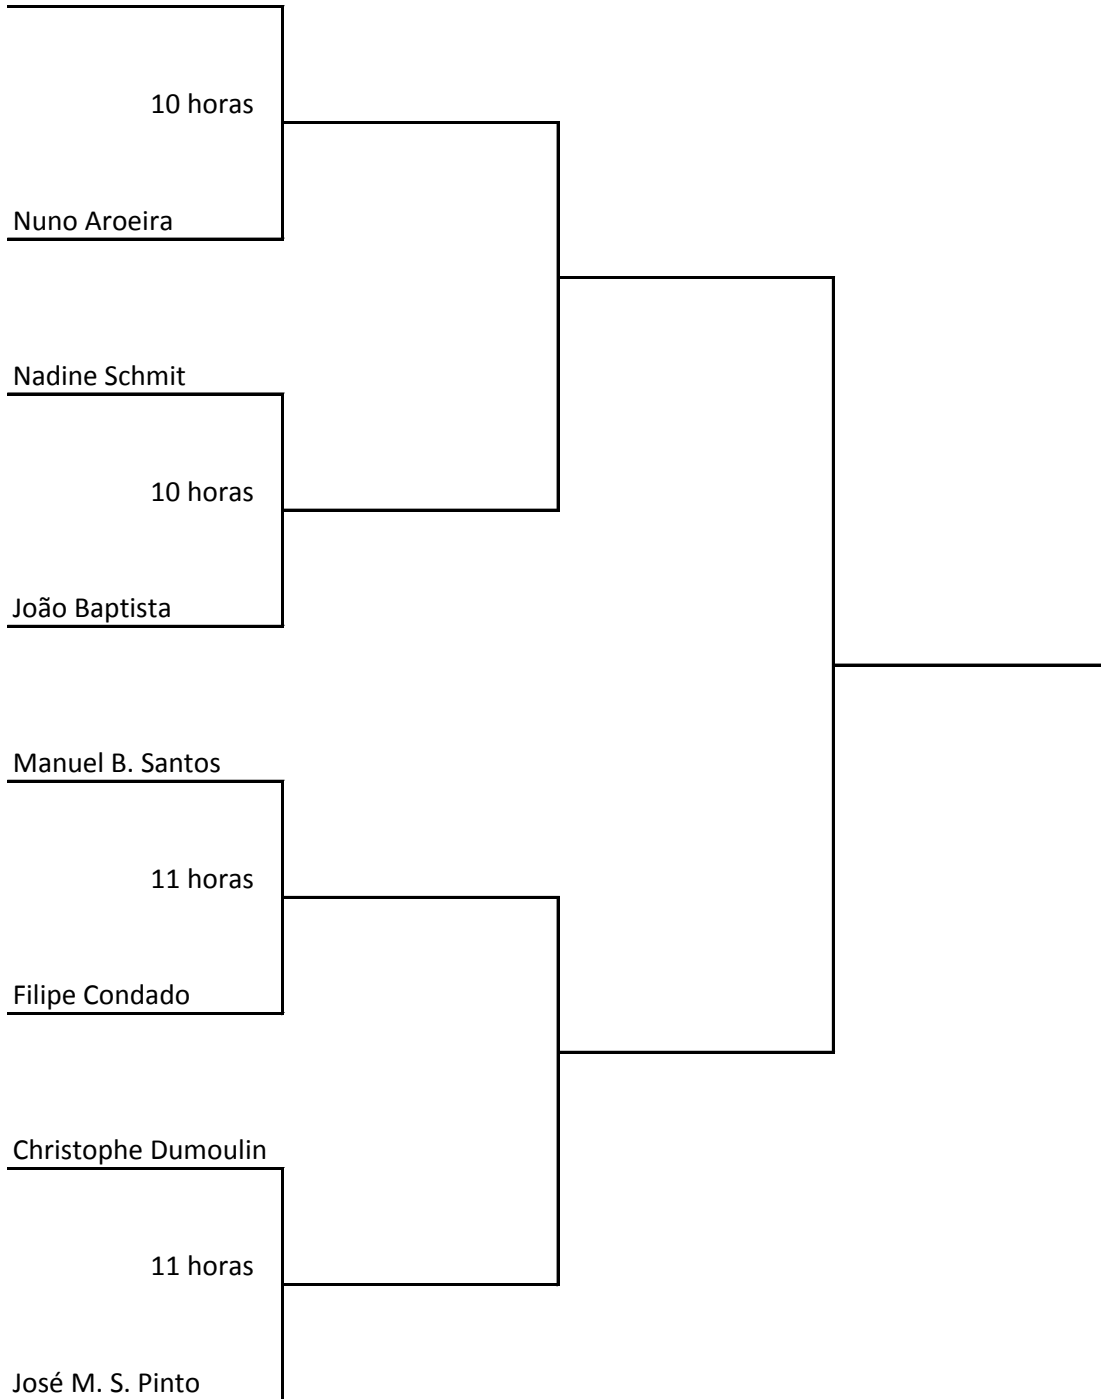 10 horas
Nuno Aroeira
Nadine Schmit
10 horas
João Baptista
Manuel B. Santos
11 horas
Filipe Condado
Christophe Dumoulin
11 horas
José M. S. Pinto